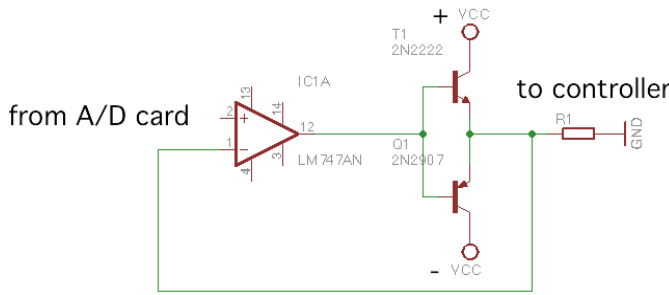 + VCC
T1
2N2222
to controller
IC1A
from A/D card
13
14
2
+
12
R1
1
-
3
4
LM747AN
Q1
2N2907
GND
- VCC